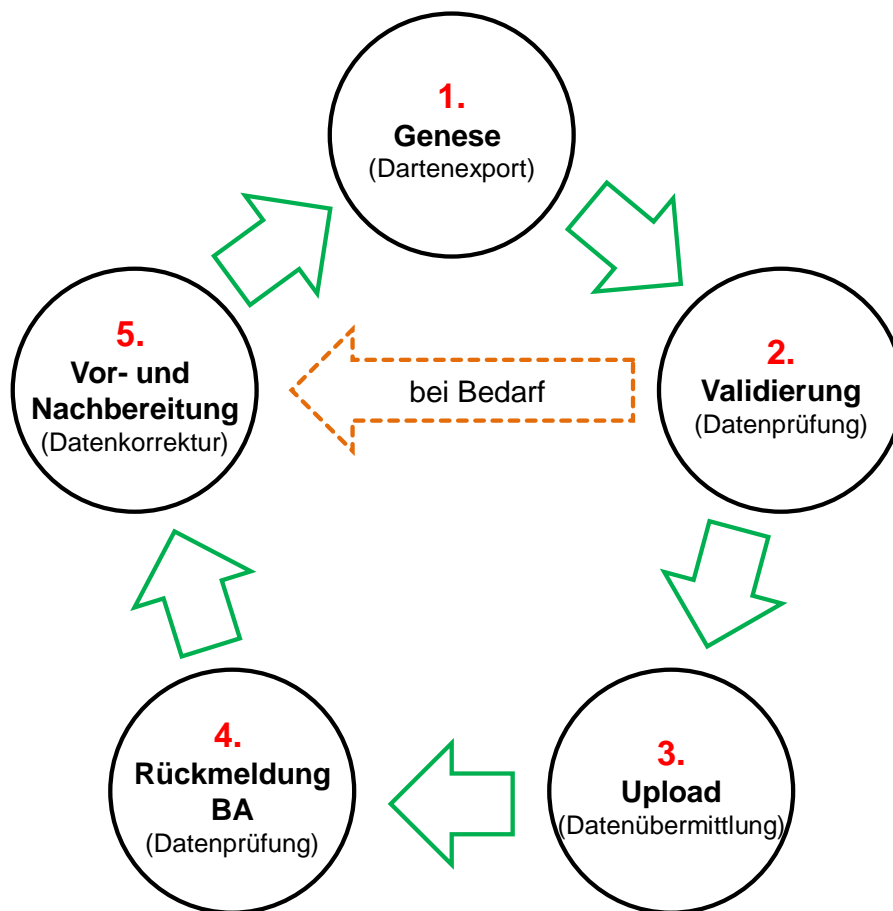 1.
Genese
(Dartenexport)
2.
Validierung
(Datenprüfung)
3.
Upload
(Datenübermittlung)
4.
Rückmeldung
BA
(Datenprüfung)
5.
Vor- und
Nachbereitung
(Datenkorrektur)
bei Bedarf